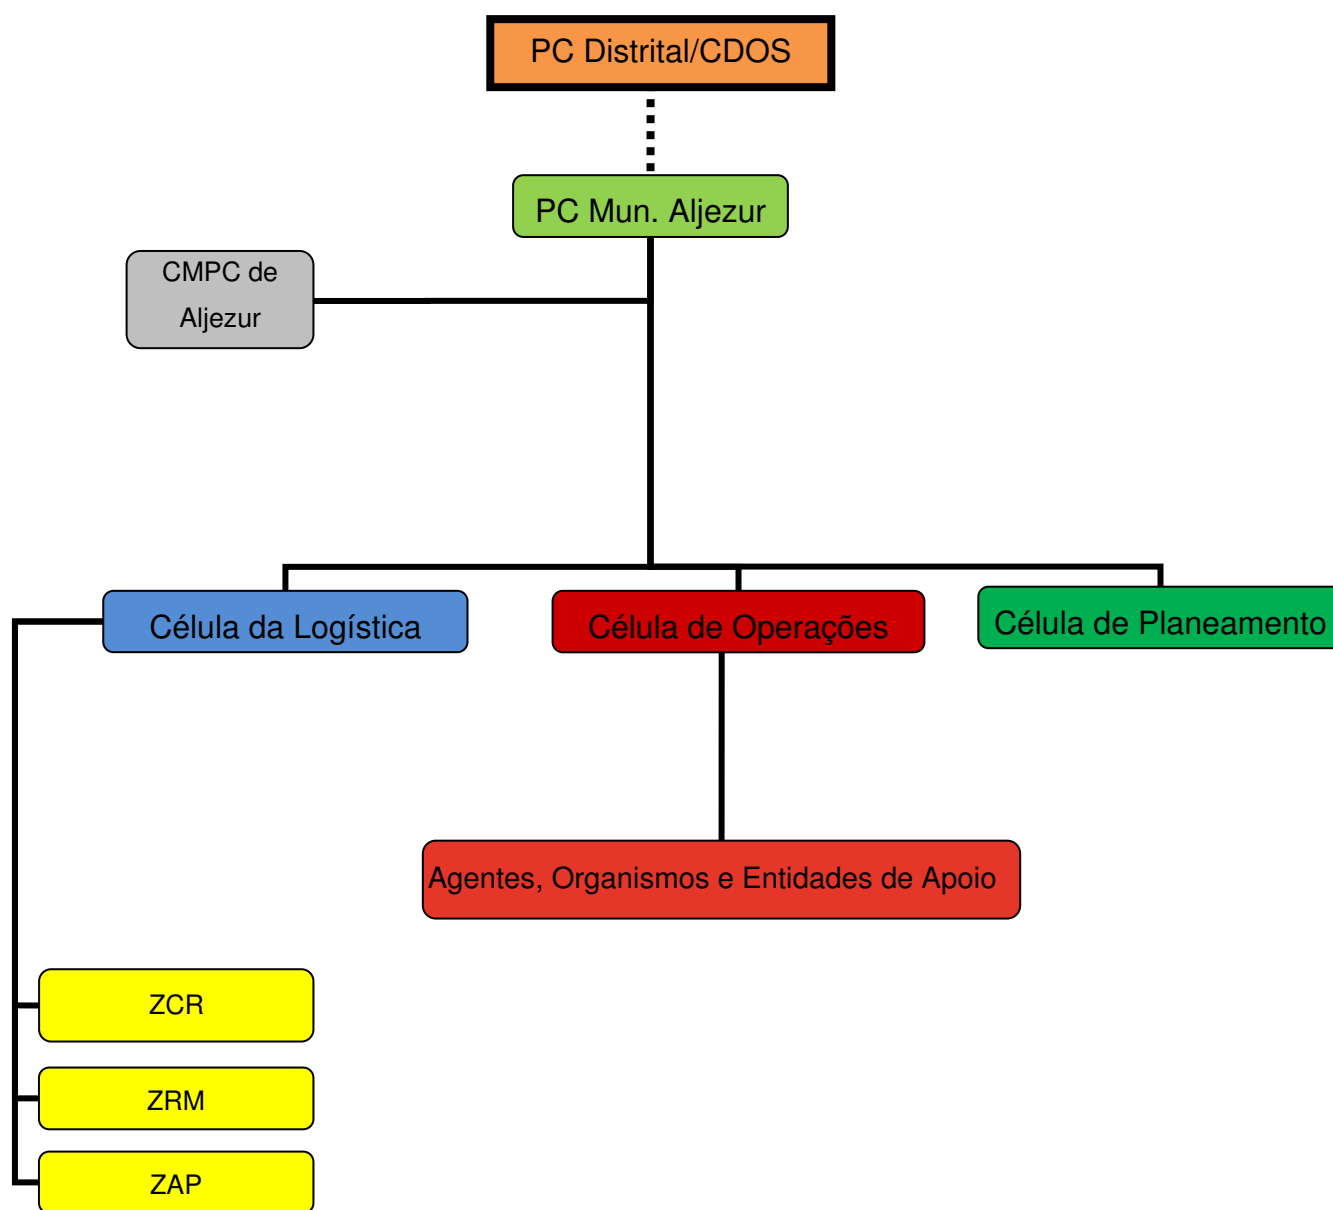 PC Distrital/CDOS
PC Mun. Aljezur
CMPC de
Aljezur
Célula da Logística
Célula de Operações
Célula de Planeamento
Agentes, Organismos e Entidades de Apoio
ZCR
ZRM
ZAP